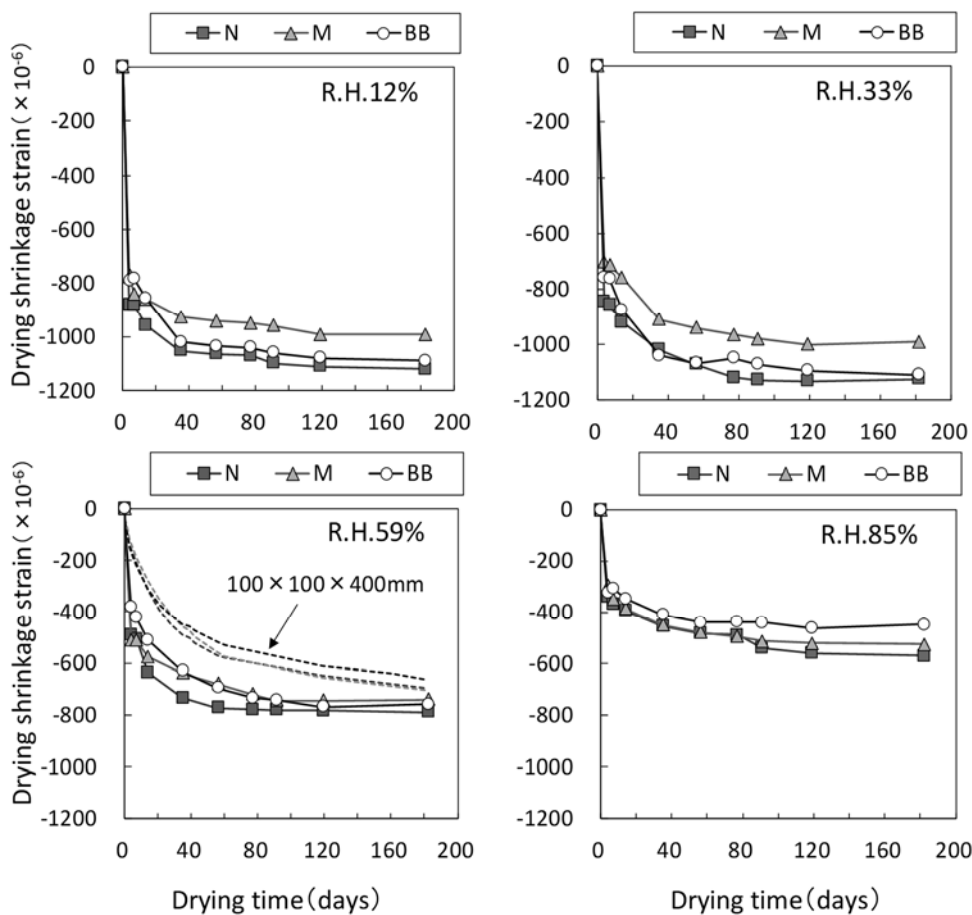 N M BB
N M BB
Drying shrinkage strain(×10-6)
0
-200
-400
-600
-800
-1000
-1200
R.H.12%
0 40 80 120 160 200
0
-200
-400
-600
-800
-1000
-1200
R.H.33%
0 40 80 120 160 200
N M BB
N M BB
Drying shrinkage strain(×10-6)
0
-200
-400
-600
-800
-1000
-1200
R.H.59%
100×100×400mm
0 40 80 120 160 200
Drying time(days)
0
-200
-400
-600
-800
-1000
-1200
R.H.85%
0 40 80 120 160 200
Drying time(days)